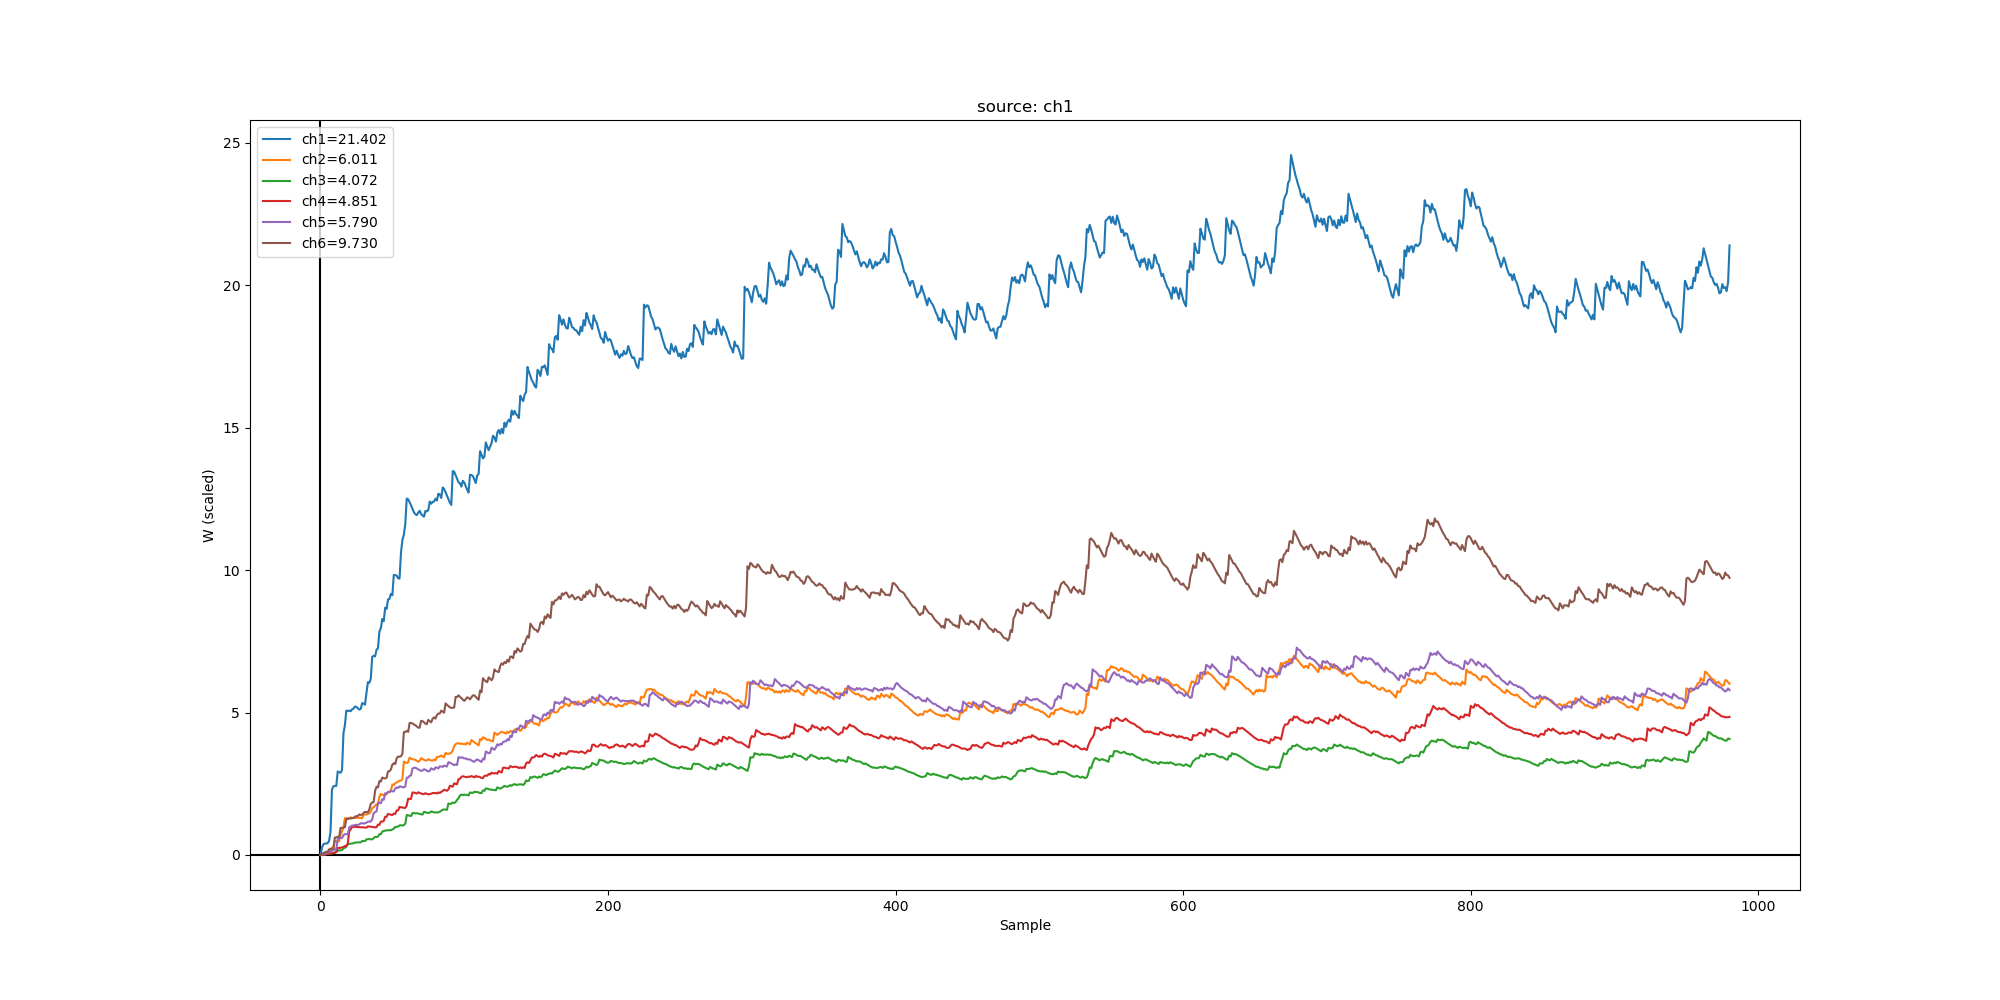 source: ch1
ch1=21.402
ch2=6.011
ch3=4.072
ch4=4.851
ch5=5.790
ch6=9.730
25
20
15
10
5
0
W (scaled)
0 200 400 600 800 1000
Sample